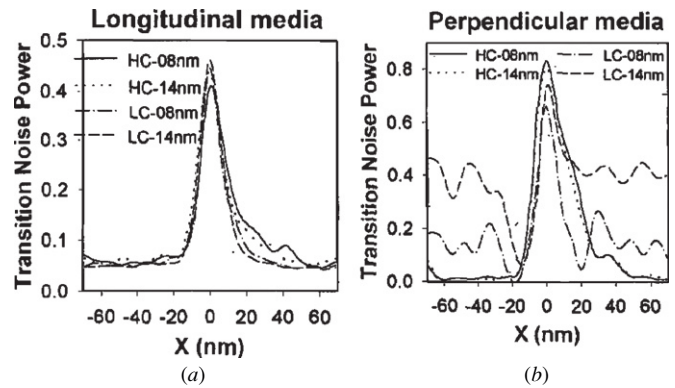 Longitudinal media
Transition Noise Power
0.5
0.4
0.3
0.2
0.1
0.0
HC-08nm
HC-14nm
LC-08nm
LC-14nm
-60 -40 -20 0 20 40 60
X (nm)
(a)
Perpendicular media
Transition Noise Power
0.8
0.6
0.4
0.2
0.0
HC-08nm
HC-14nm
LC-08nm
LC-14nm
-60 -40 -20 0 20 40 60
X (nm)
(b)